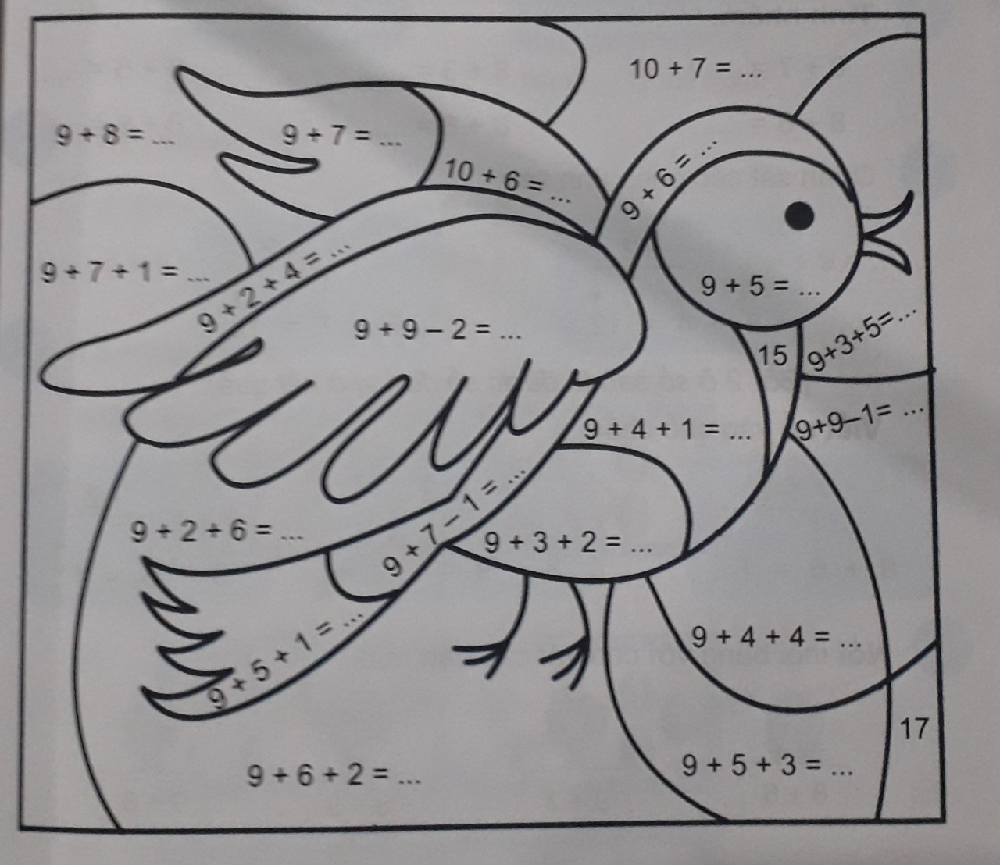 10 + 7 = ...
9 + 8 = ...
9 + 7 = ...
10 + 6 = ...
9 + 6 = ...
9 + 7 + 1 = ...
9 + 2 + 4 = ...
9 + 5 = ...
9 + 9 – 2 = ...
9+3+5=...
15
9+9–1= ...
9 + 4 + 1 = ...
9 + 2 + 6 = ...
9 + 7 – 1 = ...
9 + 3 + 2 = ...
9 + 5 + 1 = ...
9 + 4 + 4 = ...
17
9 + 6 + 2 = ...
9 + 5 + 3 = ...